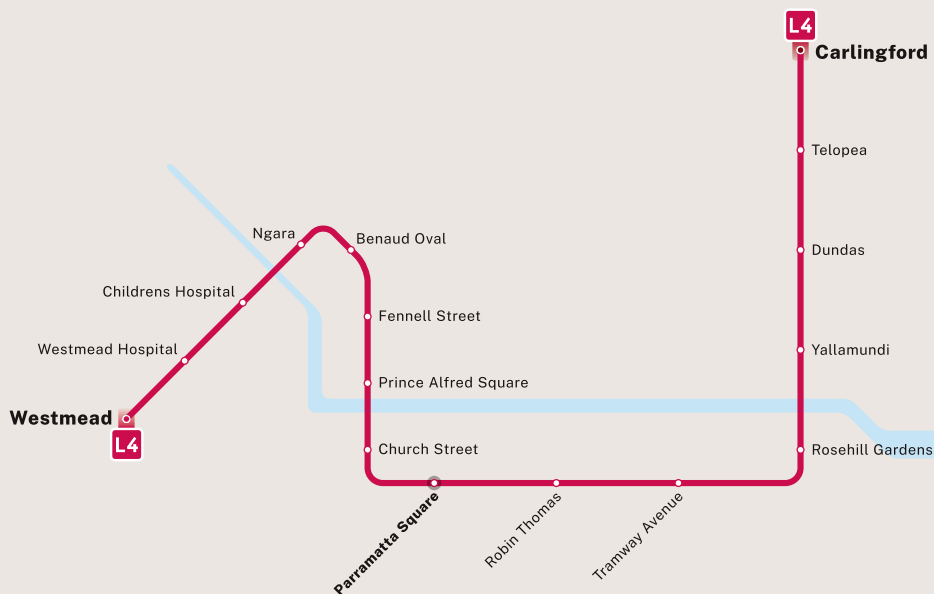 L4
Carlingford
Telopea
Ngara
Benaud Oval
Dundas
Childrens Hospital
Fennell Street
Westmead Hospital
Yallamundi
Prince Alfred Square
Westmead
L4
Church Street
Rosehill Gardens
Parramatta Square
Robin Thomas
Tramway Avenue